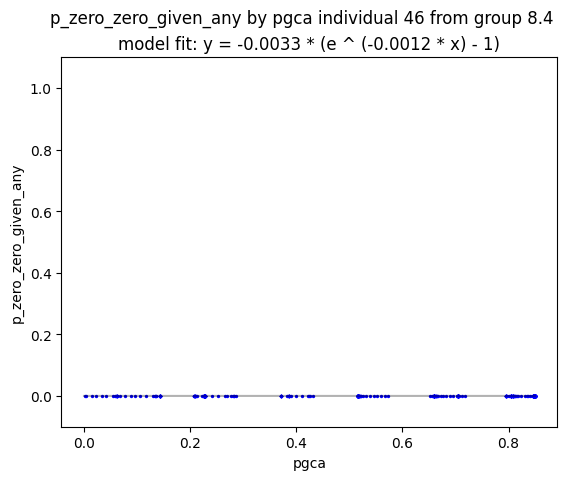 p_zero_zero_given_any by pgca individual 46 from group 8.4
model fit: y = -0.0033 * (e ^ (-0.0012 * x) - 1)
1.0
0.8
0.6
0.4
0.2
0.0
p_zero_zero_given_any
0.0 0.2 0.4 0.6 0.8
pgca